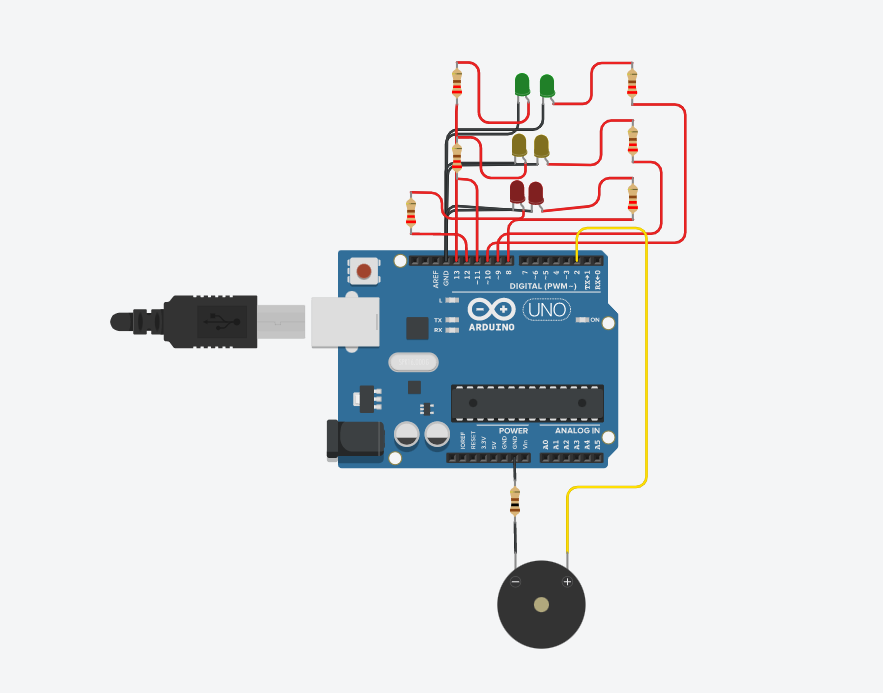 AREF
GND
13
12
~11
~10
~9
8
7
~6
~5
4
~3
2
TX→1
RX←0
DIGITAL (PWM~)
L
TX
RX
UNO
ON
ARDUINO
POWER
ANALOG IN
IOREF
RESET
3.3V
5V
GND
GND
Vin
A0
A1
A2
A3
A4
A5
−
+